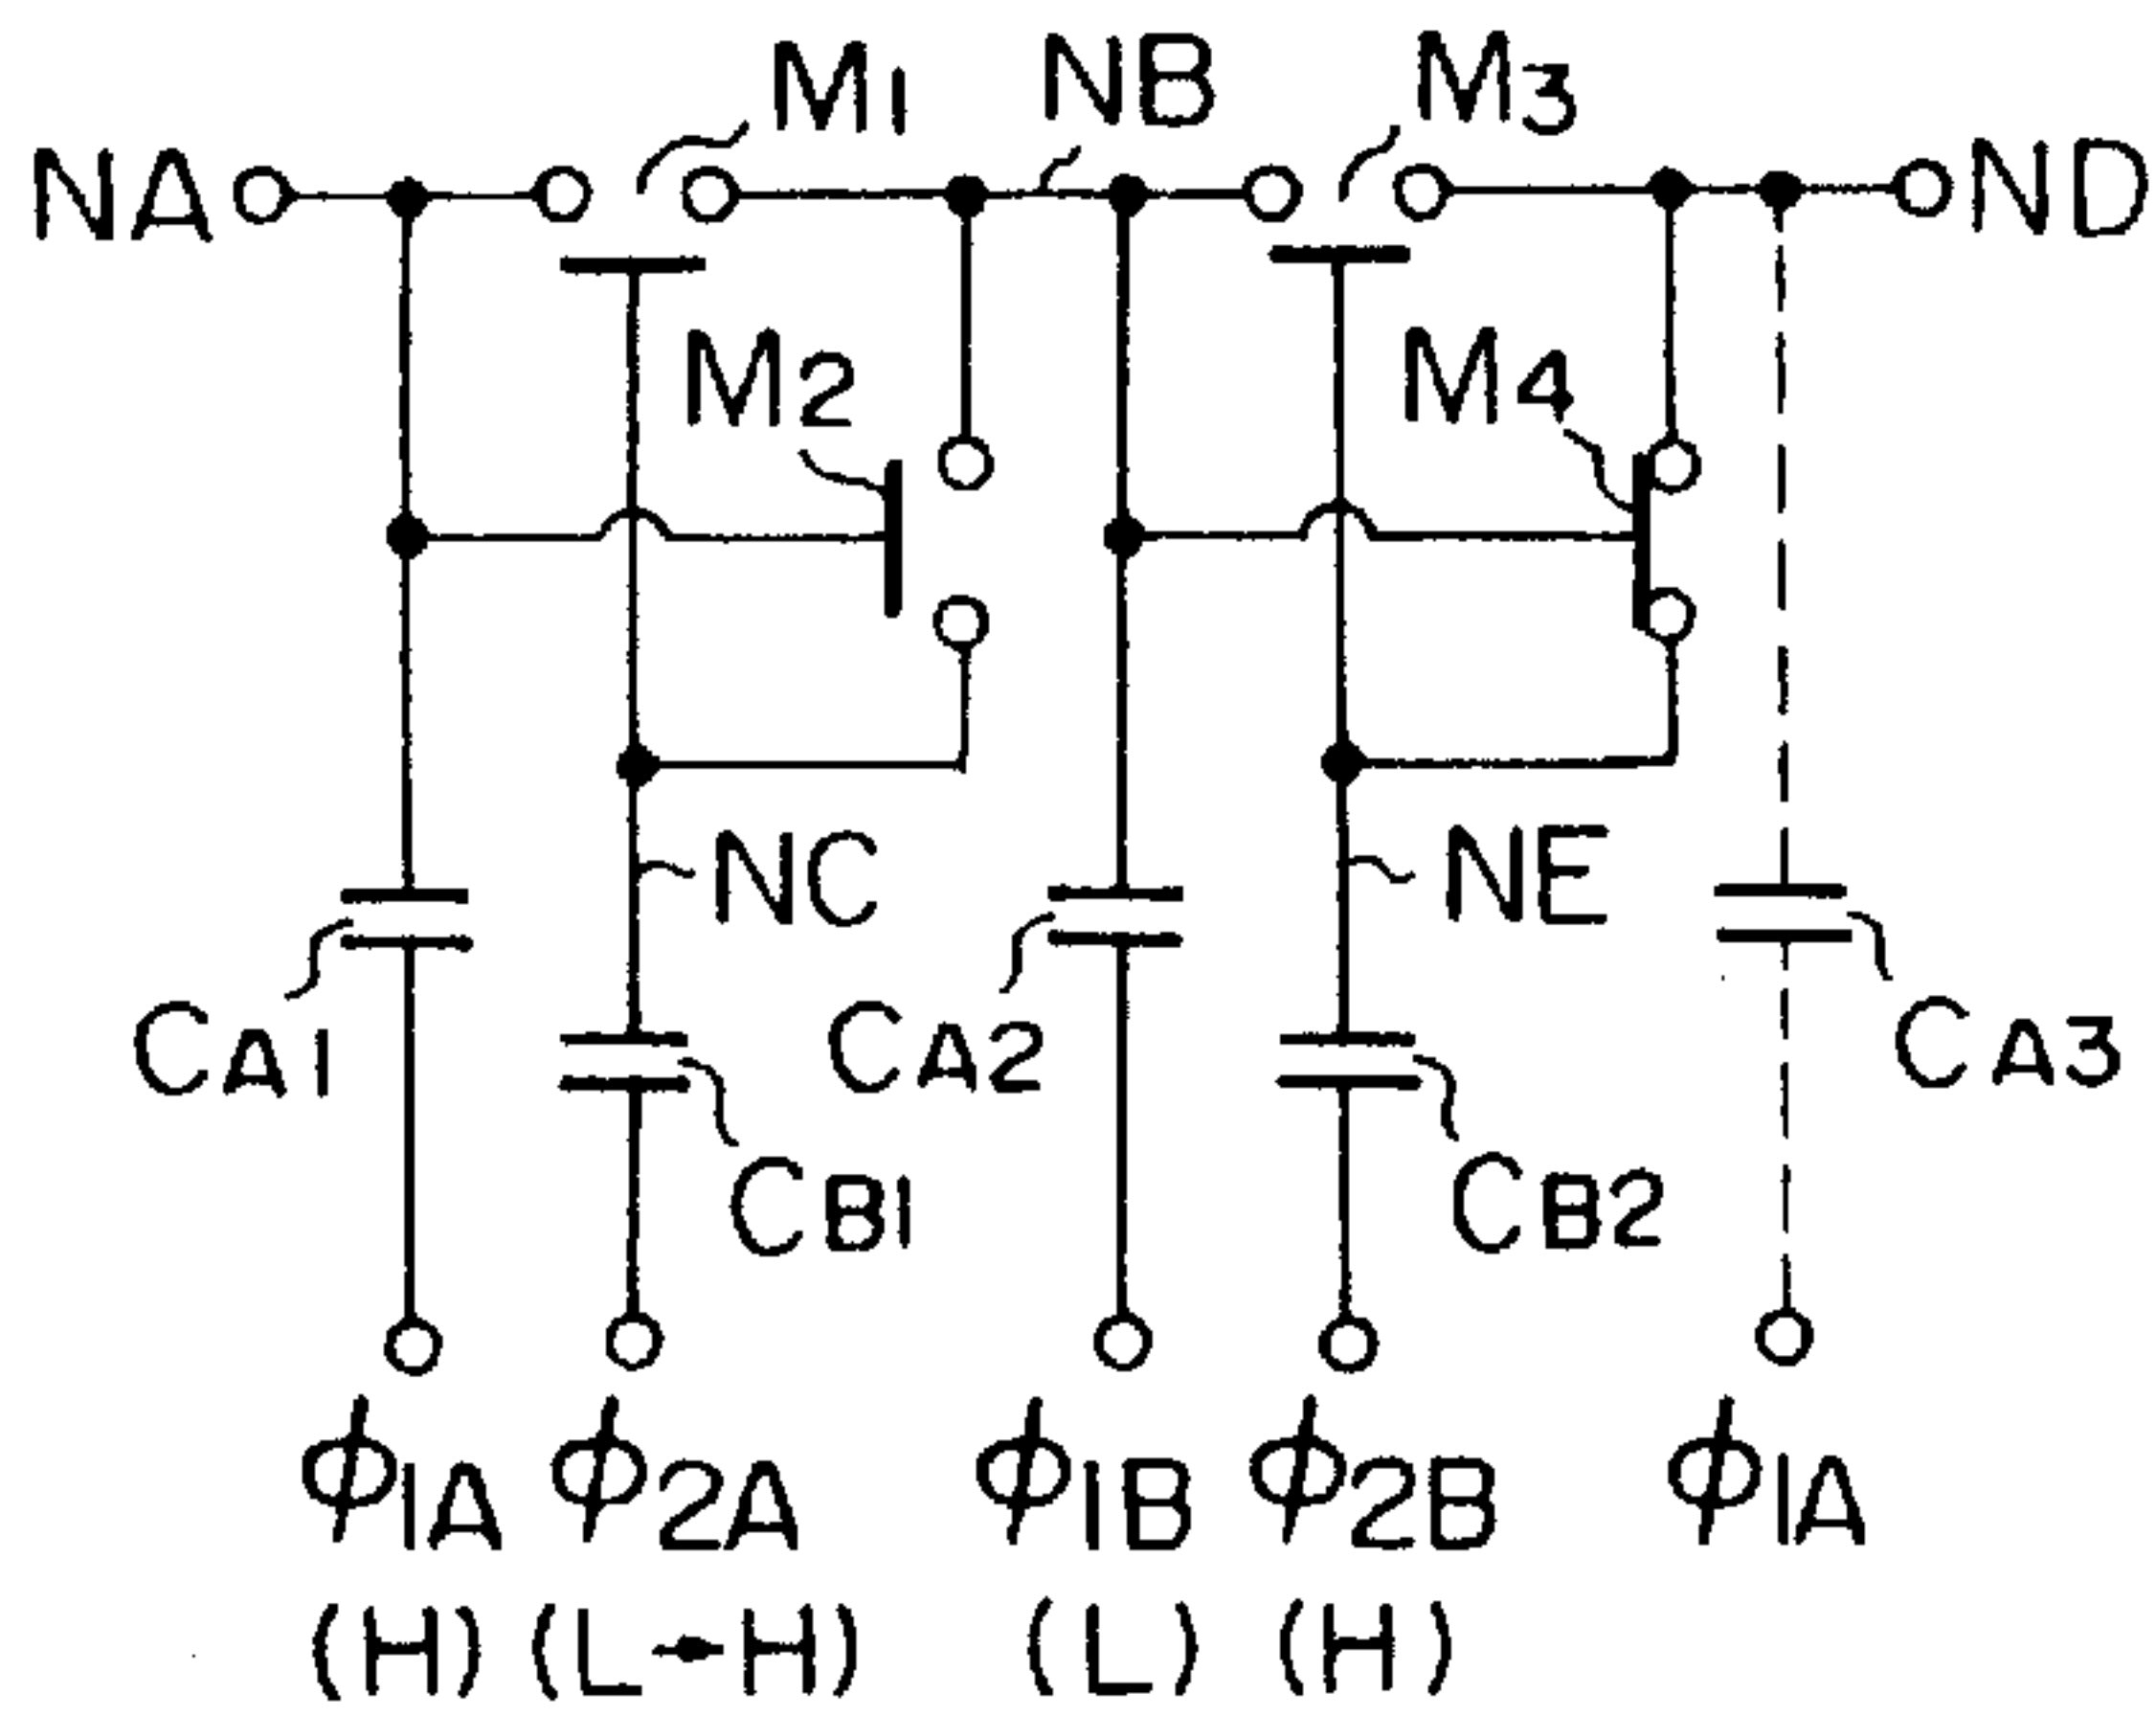 M1 NB M3
NA ND
M2 M4
NC NE
CA1 CA2 CA3
CB1 CB2
ϕ1A ϕ2A ϕ1B ϕ2B ϕ1A
(H) (L→H) (L) (H)